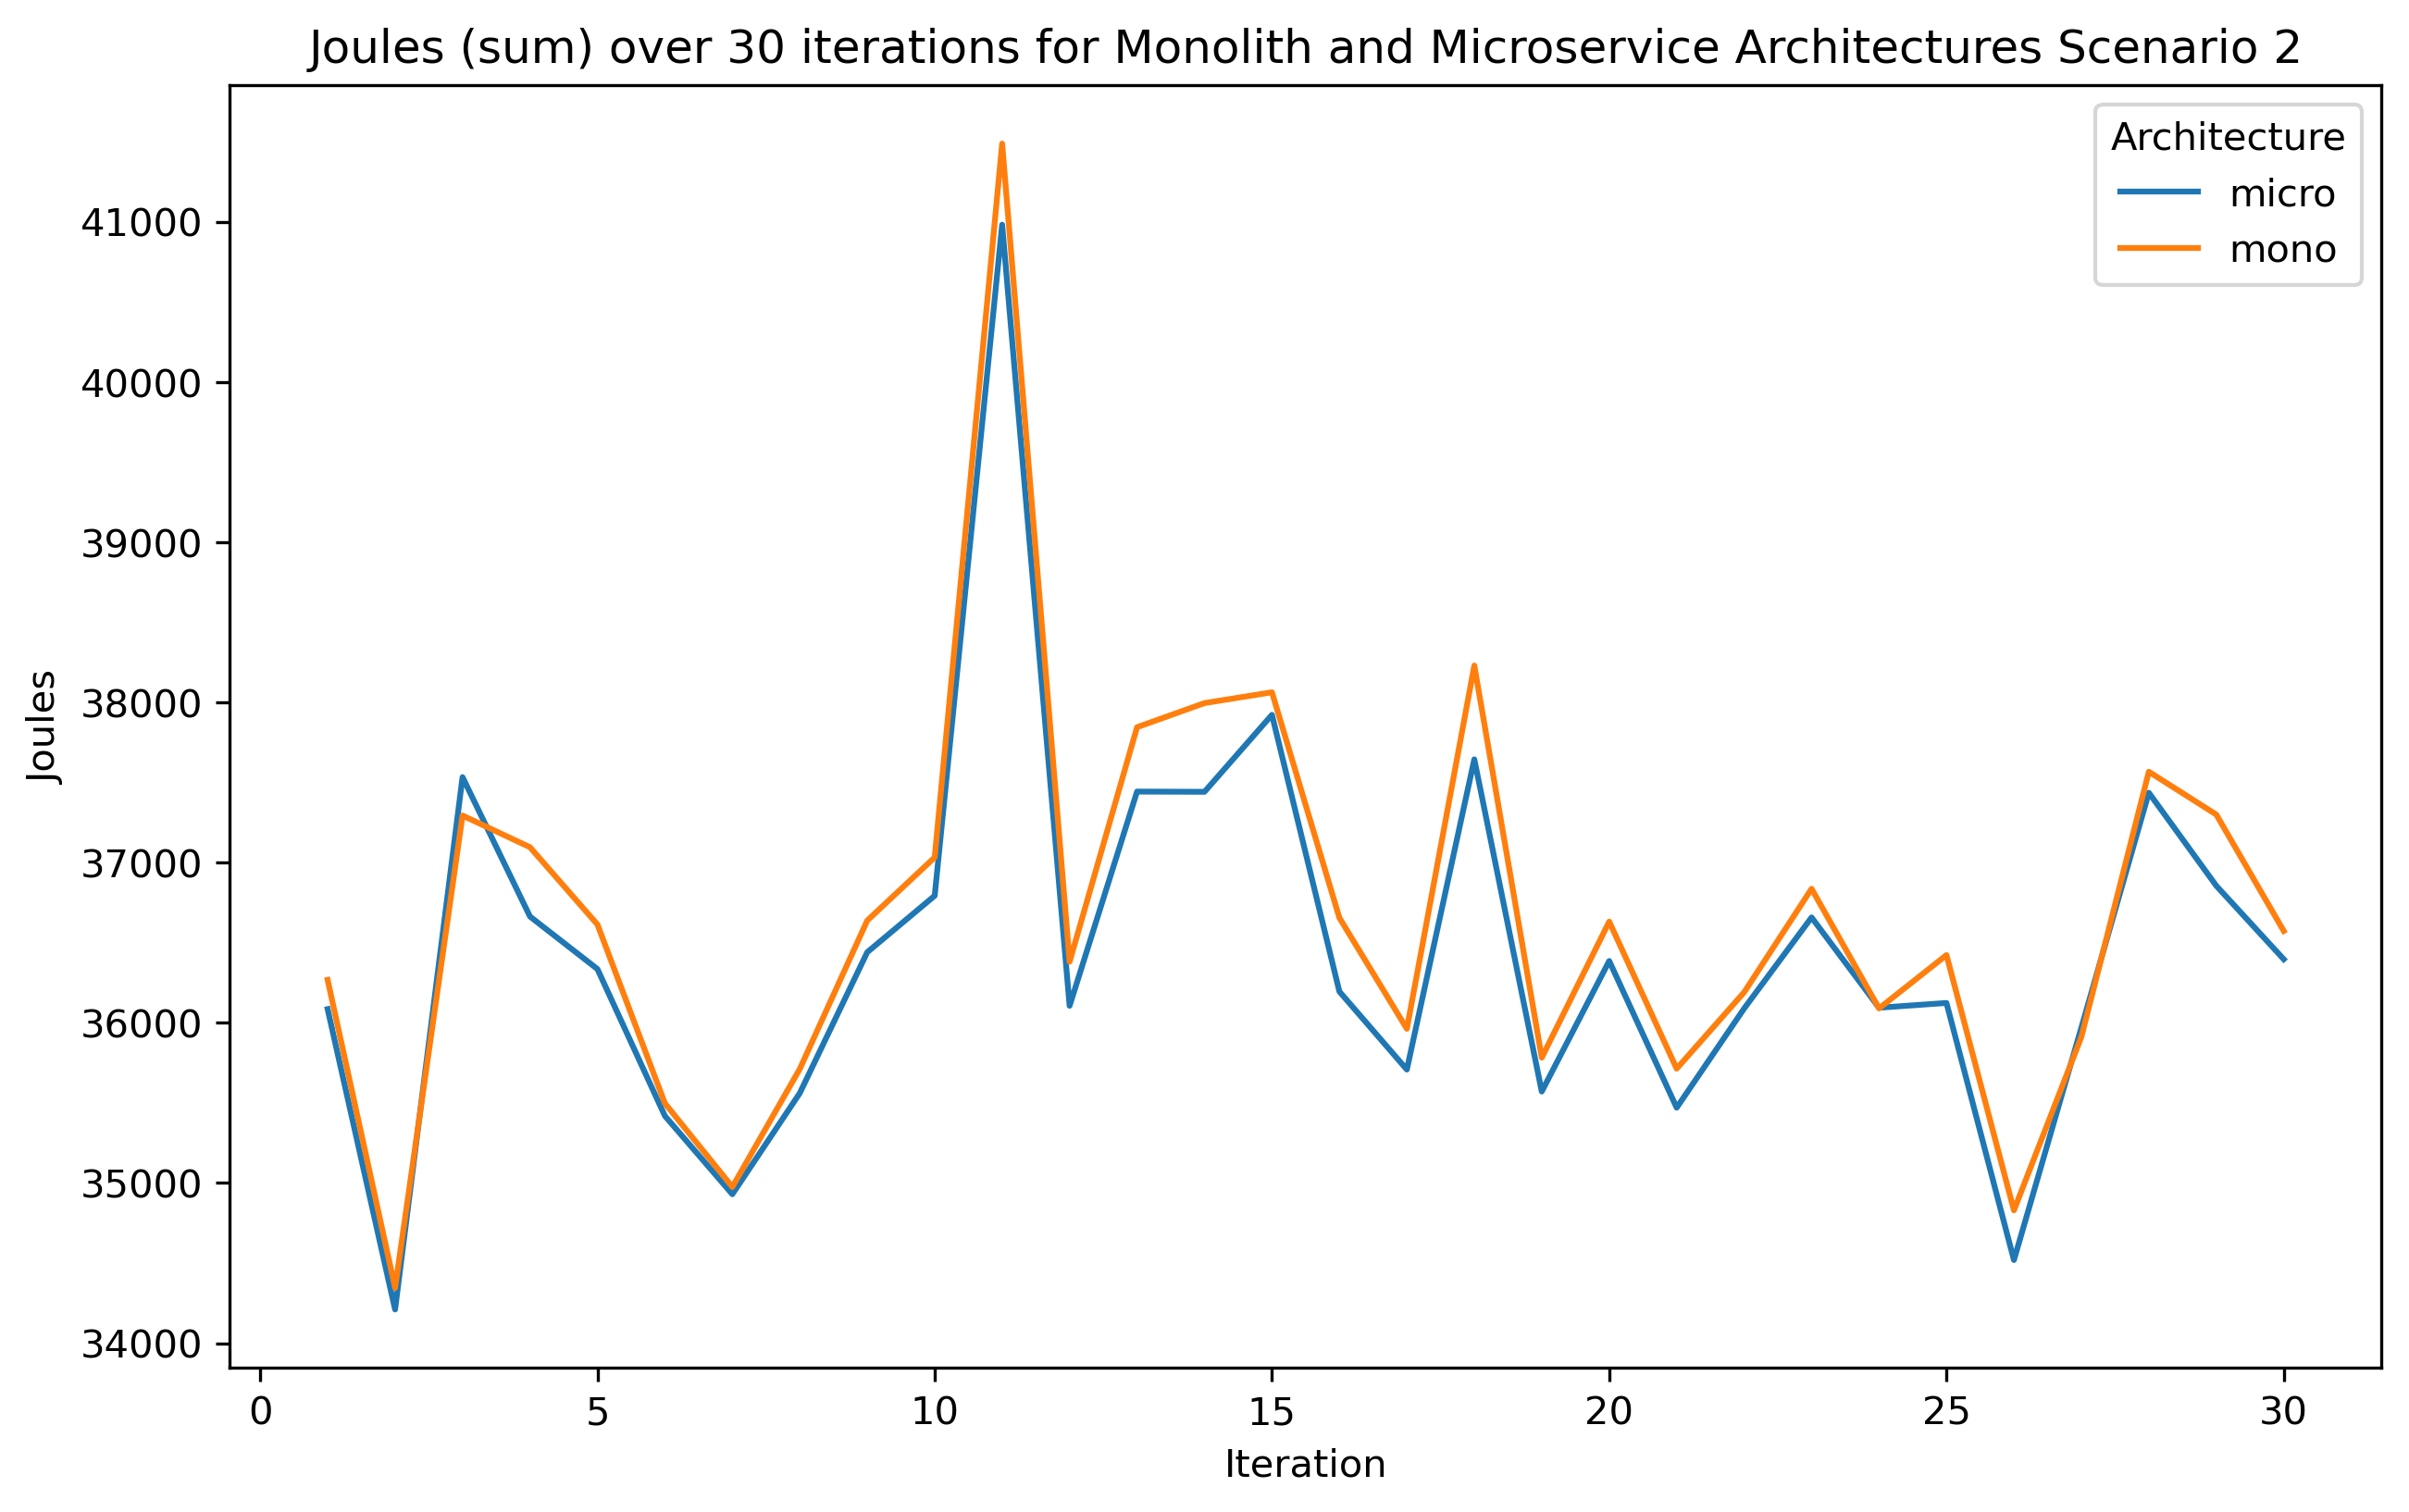 Joules (sum) over 30 iterations for Monolith and Microservice Architectures Scenario 2
Architecture
micro
mono
41000
40000
39000
38000
37000
36000
35000
34000
Joules
0 5 10 15 20 25 30
Iteration